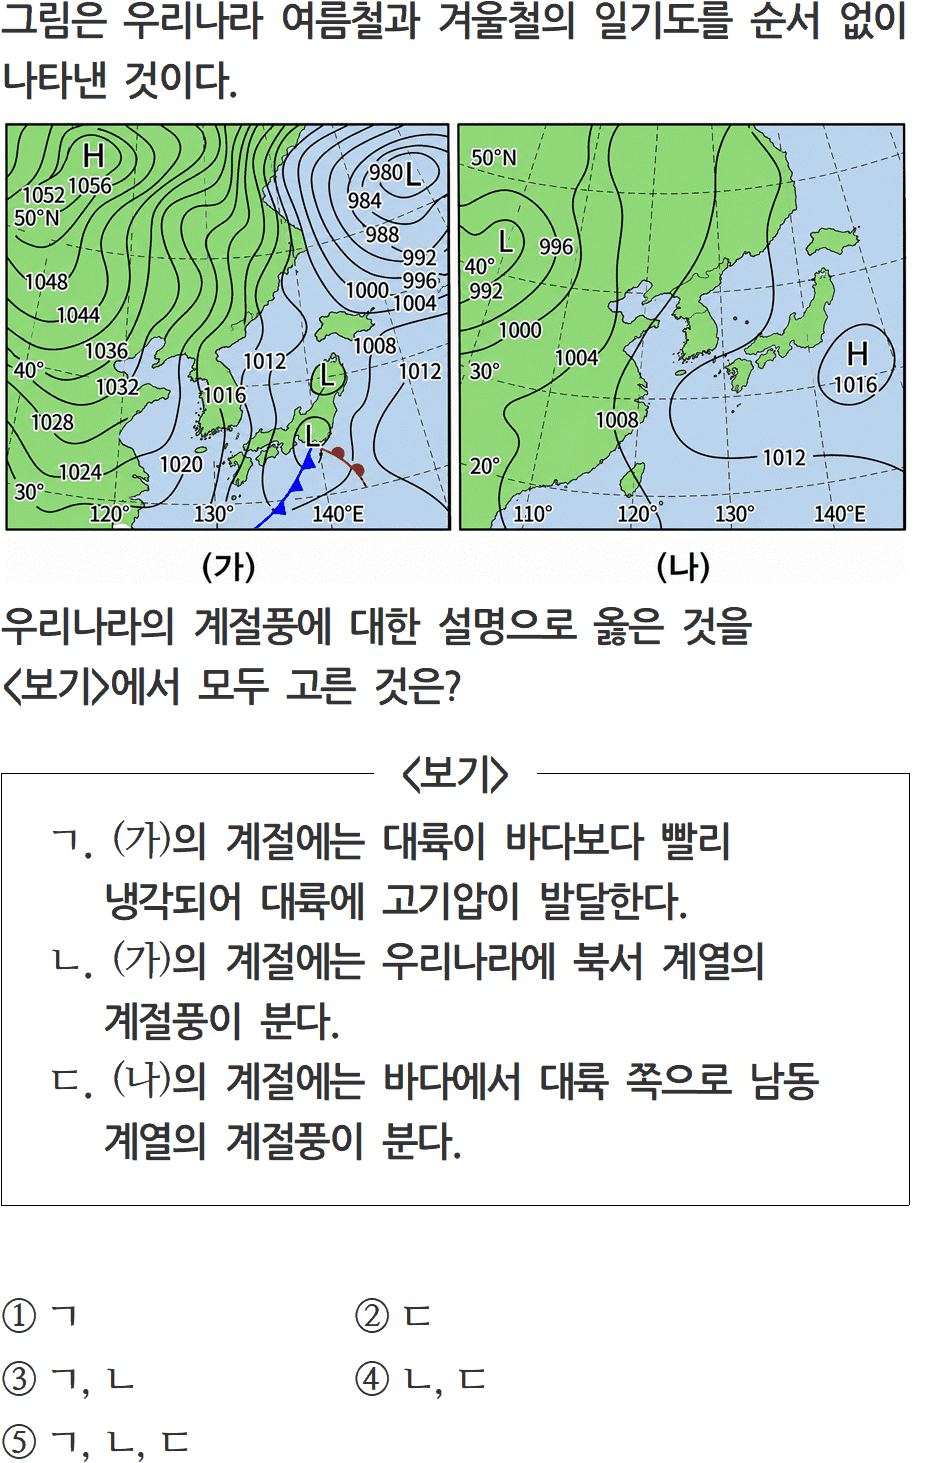 그림은 우리나라 여름철과 겨울철의 일기도를 순서 없이
나타낸 것이다.
H
1052 1056
50°N
1048
1044
1036
40°
1032
1028
1024
30°
120°
130°
140°E
1020
1016
1012
980 L
984
988
992
996
1000
1004
1008
1012
L
L
(가)
50°N
L
996
40°
992
1000
30°
1004
1008
20°
110°
120°
130°
140°E
H
1016
1012
(나)
우리나라의 계절풍에 대한 설명으로 옳은 것을
<보기>에서 모두 고른 것은?
<보기>
ㄱ. (가)의 계절에는 대륙이 바다보다 빨리
냉각되어 대륙에 고기압이 발달한다.
ㄴ. (가)의 계절에는 우리나라에 북서 계열의
계절풍이 분다.
ㄷ. (나)의 계절에는 바다에서 대륙 쪽으로 남동
계열의 계절풍이 분다.
① ㄱ ② ㄷ
③ ㄱ, ㄴ ④ ㄴ, ㄷ
⑤ ㄱ, ㄴ, ㄷ